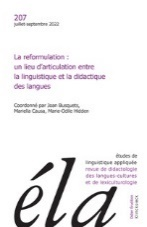 207
juillet-septembre 2022
La reformulation :
un lieu d'articulation entre
la linguistique et la didactique
des langues
Coordonné par Joan Busquets,
Mariella Causa, Marie-Odile Hidden
éla
études de
linguistique appliquée
revue de didactologie
des langues-cultures
et de lexiculturologie